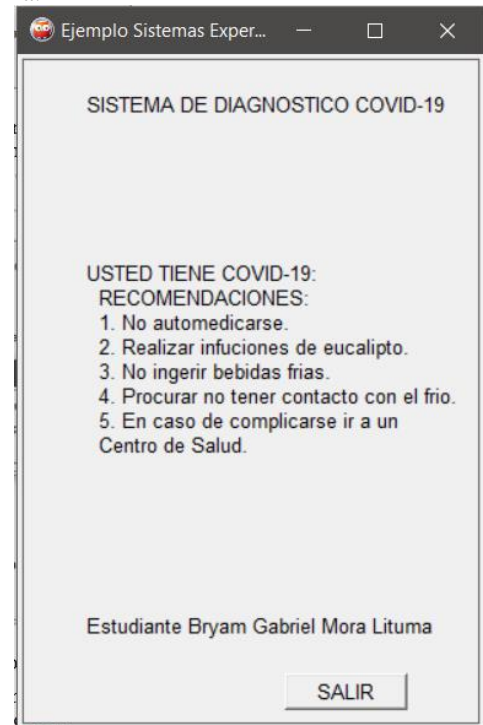 Ejemplo Sistemas Exper...
SISTEMA DE DIAGNOSTICO COVID-19
USTED TIENE COVID-19:
RECOMENDACIONES:
1. No automedicarse.
2. Realizar infuciones de eucalipto.
3. No ingerir bebidas frias.
4. Procurar no tener contacto con el frio.
5. En caso de complicarse ir a un
Centro de Salud.
Estudiante Bryam Gabriel Mora Lituma
SALIR